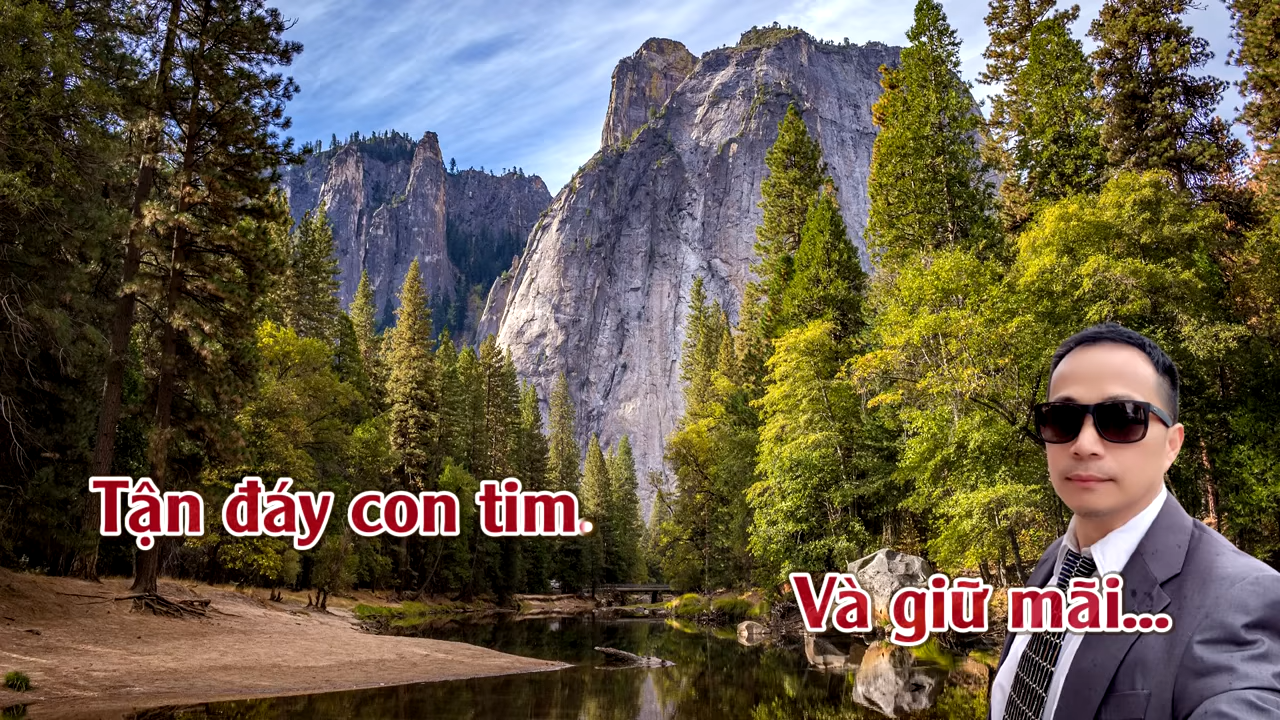 Tận đáy con tim.
Và giữ mãi...